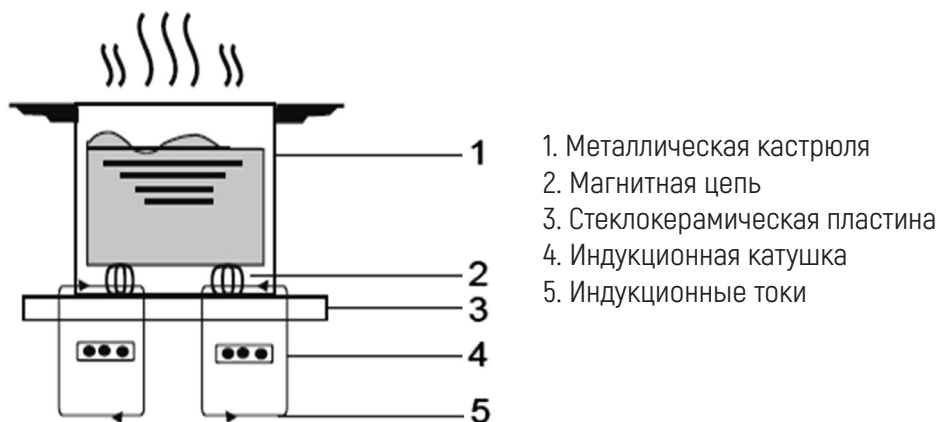 1
2
3
4
5
1. Металлическая кастрюля
2. Магнитная цепь
3. Стеклокерамическая пластина
4. Индукционная катушка
5. Индукционные токи